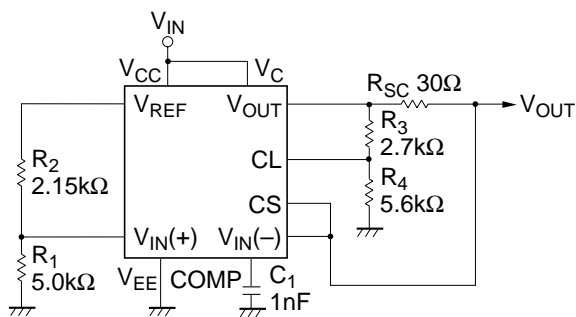 VIN
VCC
VC
RSC 30Ω
VREF
VOUT
VOUT
R3
2.7kΩ
R2
2.15kΩ
CL
R4
5.6kΩ
CS
VIN(+)
VIN(−)
R1
5.0kΩ
VEE
COMP
C1
1nF